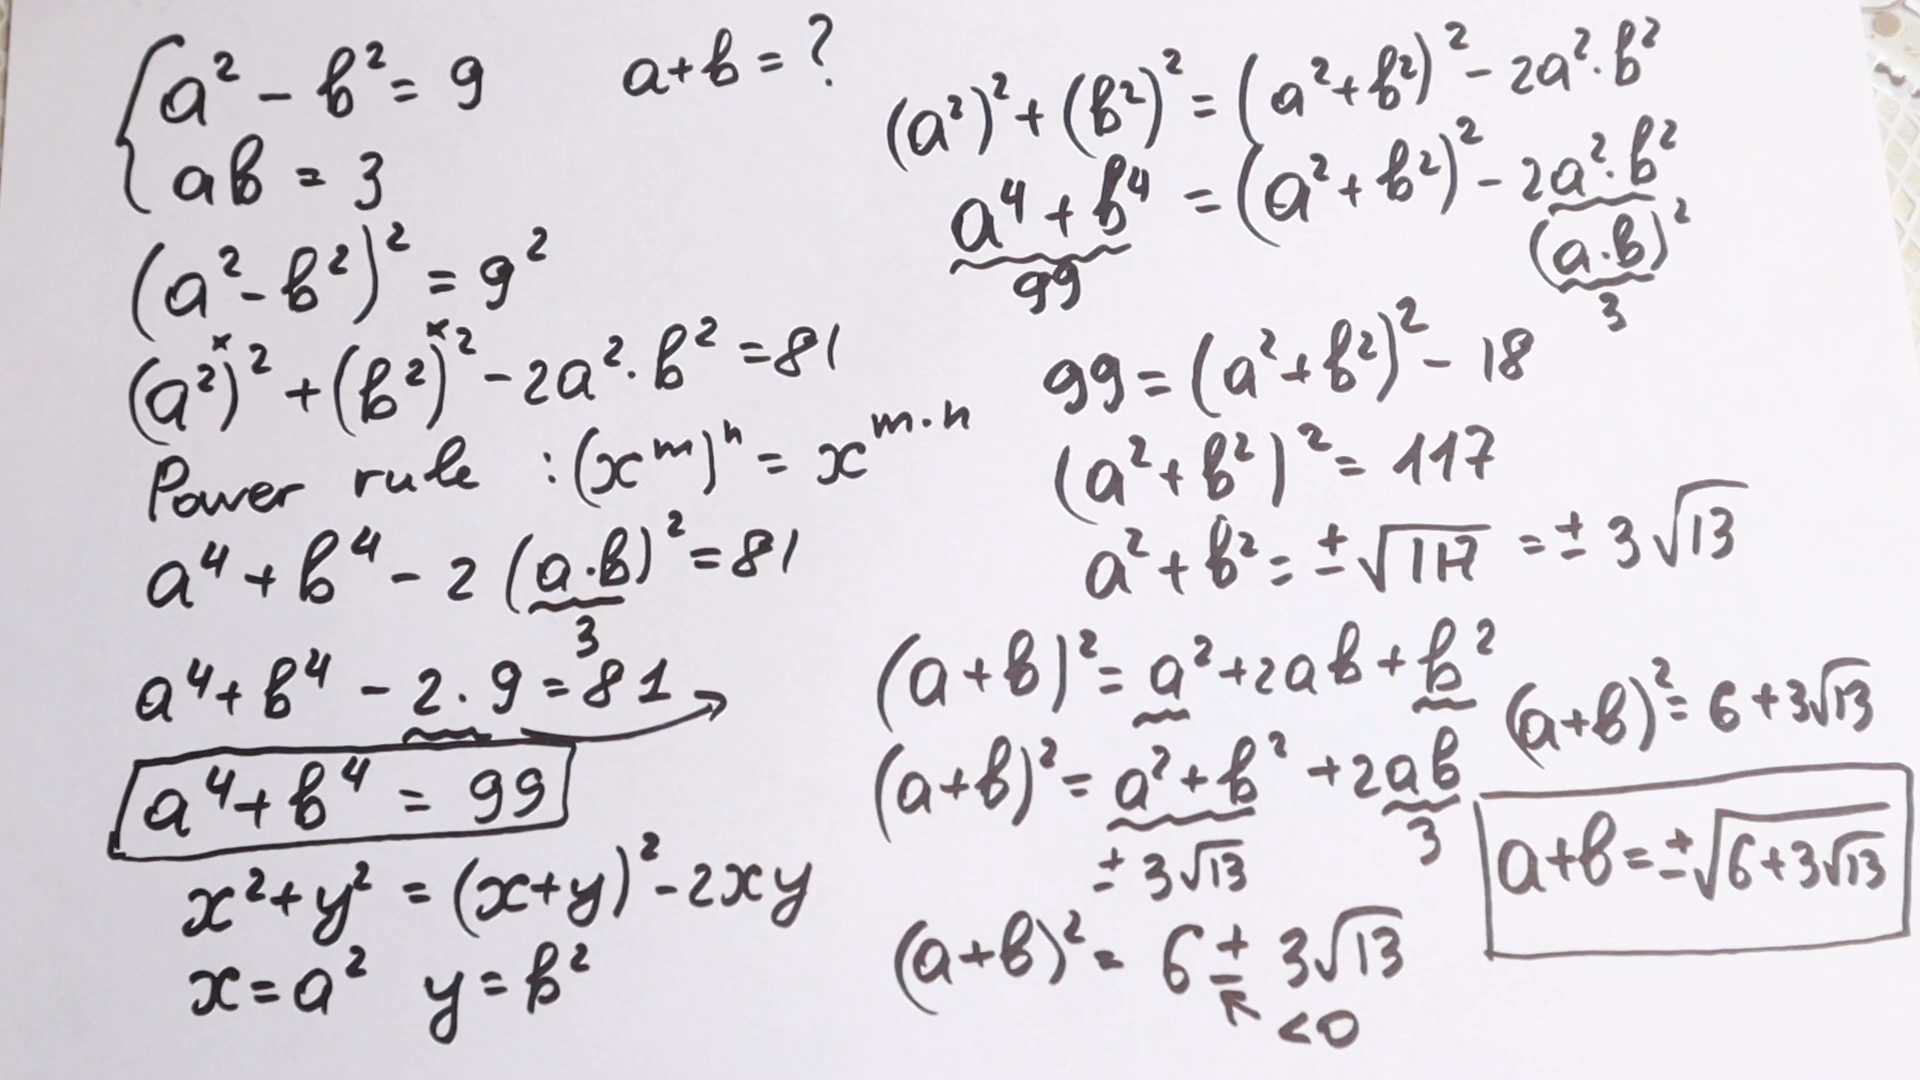 a² - b² = 9
ab = 3
a+b = ?
(a² - b²)² = 9²
(a²)² + (b²)² - 2a² · b² = 81
Power rule : (xᵐ)ⁿ = xᵐ·ⁿ
a⁴ + b⁴ - 2 (a·b)² = 81
3
a⁴ + b⁴ - 2 · 9 = 81 →
a⁴ + b⁴ = 99
x² + y² = (x+y)² - 2xy
x = a² y = b²
(a²)² + (b²)² = (a² + b²)² - 2a² · b²
a⁴ + b⁴ = (a² + b²)² - 2a² · b²
99 (a·b)²
3
99 = (a² + b²)² - 18
(a² + b²)² = 117
a² + b² = ±√117 = ± 3√13
(a+b)² = a² + 2ab + b²
(a+b)² = a² + b² + 2ab
± 3√13 3
(a+b)² = 6 ± 3√13
<0
(a+b)² = 6 + 3√13
a+b = ±√(6+3√13)